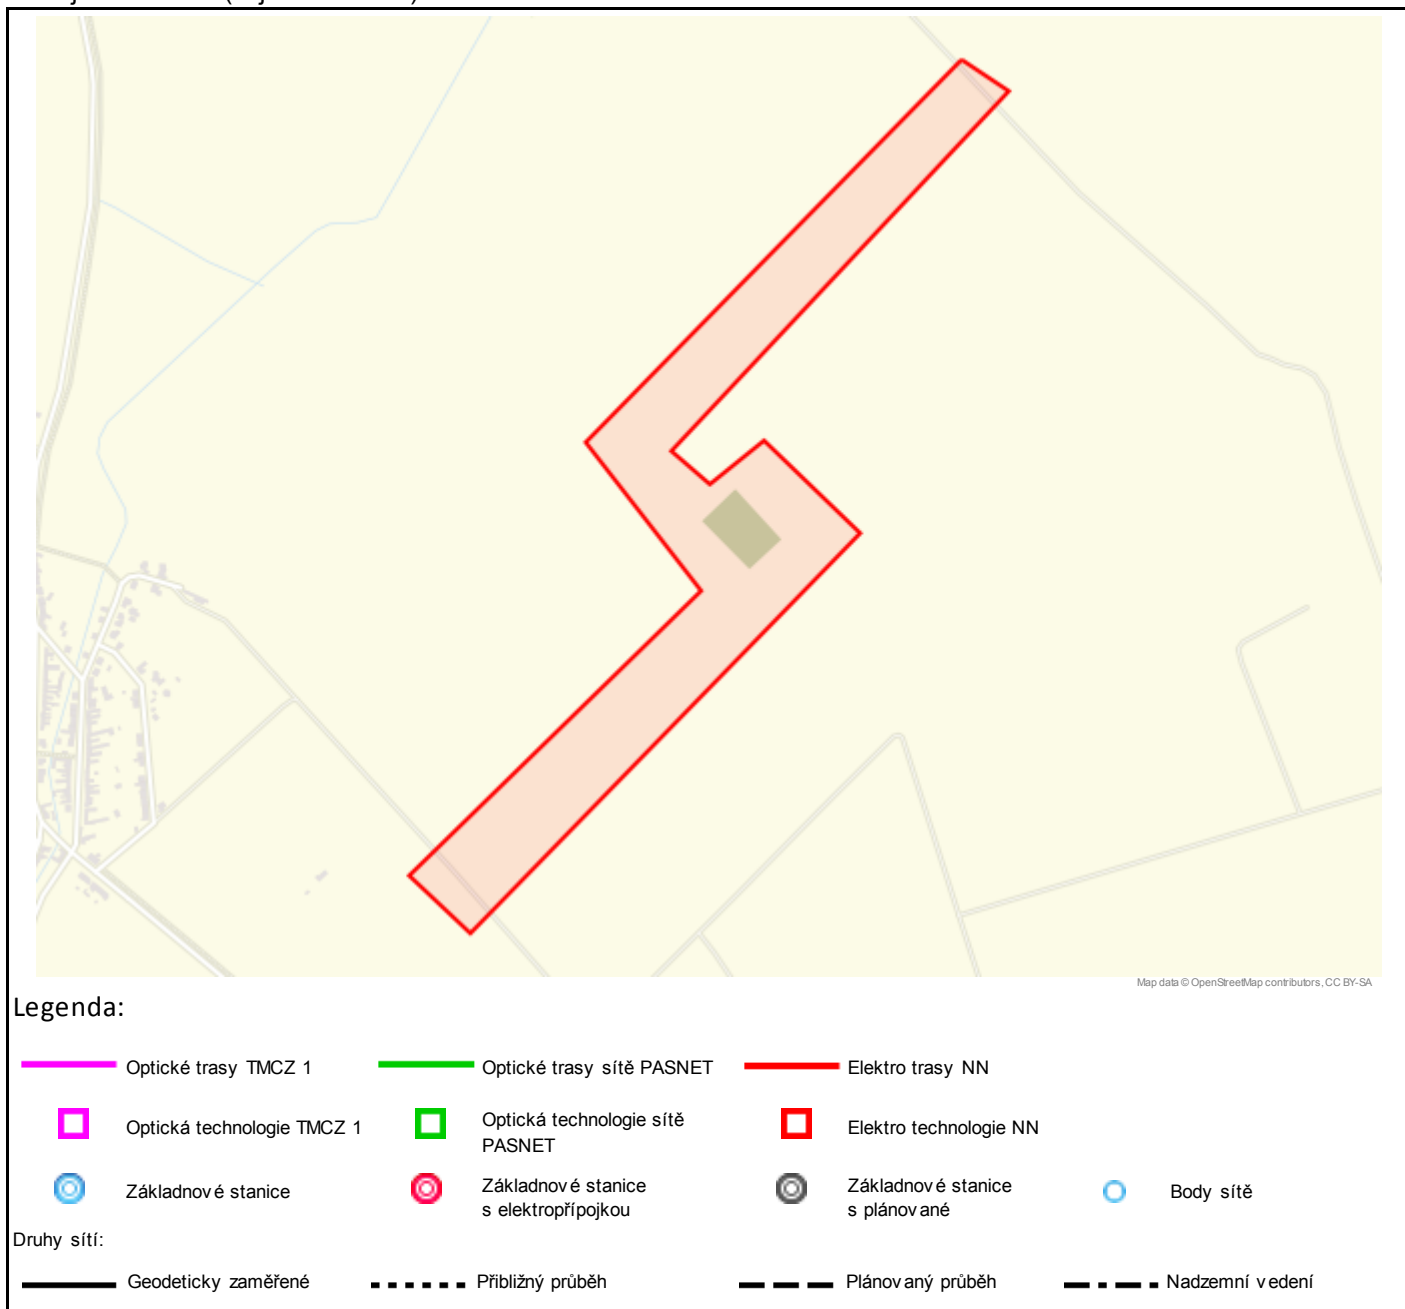 Map data © OpenStreetMap contributors, CC BY-SA
Legenda:
Optické trasy TMCZ 1
Optické trasy sítě PASNET
Elektro trasy NN
Optická technologie TMCZ 1
Optická technologie sítě
PASNET
Elektro technologie NN
Základnové stanice
Základnové stanice
s elektropřípojkou
Základnové stanice
s plánované
Body sítě
Druhy sítí:
Geodeticky zaměřené
Přibližný průběh
Plánovaný průběh
Nadzemní vedení